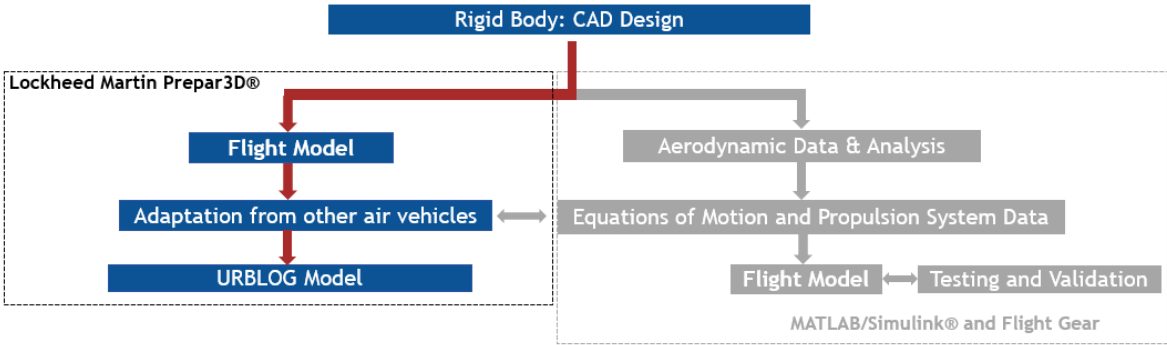 Rigid Body: CAD Design
Lockheed Martin Prepar3D®
Flight Model
Adaptation from other air vehicles
URBLOG Model
Aerodynamic Data & Analysis
Equations of Motion and Propulsion System Data
Flight Model
Testing and Validation
MATLAB/Simulink® and Flight Gear